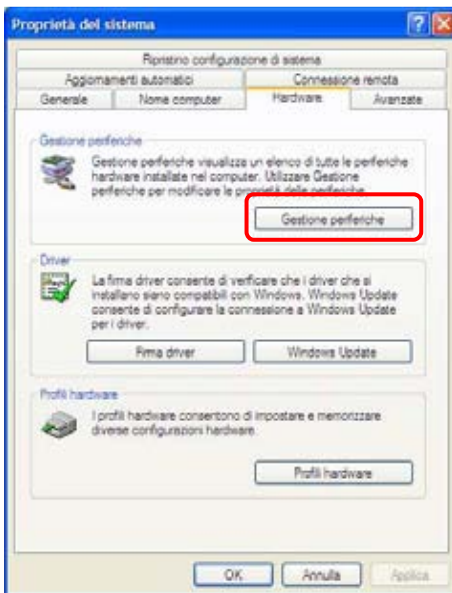 Proprietà del sistema
Ripristino configurazione di sistema
Aggiornamenti automatici Connessione remota
Generale Nome computer Hardware Avanzate
Gestione periferiche
Gestione periferiche visualizza un elenco di tutte le periferiche
hardware installate nel computer. Utilizzare Gestione
periferiche per modificare le proprietà delle periferiche.
Gestione periferiche
Driver
La firma driver consente di verificare che i driver che si
installano siano compatibili con Windows. Windows Update
consente di configurare la connessione a Windows Update
per i driver.
Firma driver Windows Update
Profili hardware
I profili hardware consentono di impostare e memorizzare
diverse configurazioni hardware.
Profili hardware
OK Annulla Applica